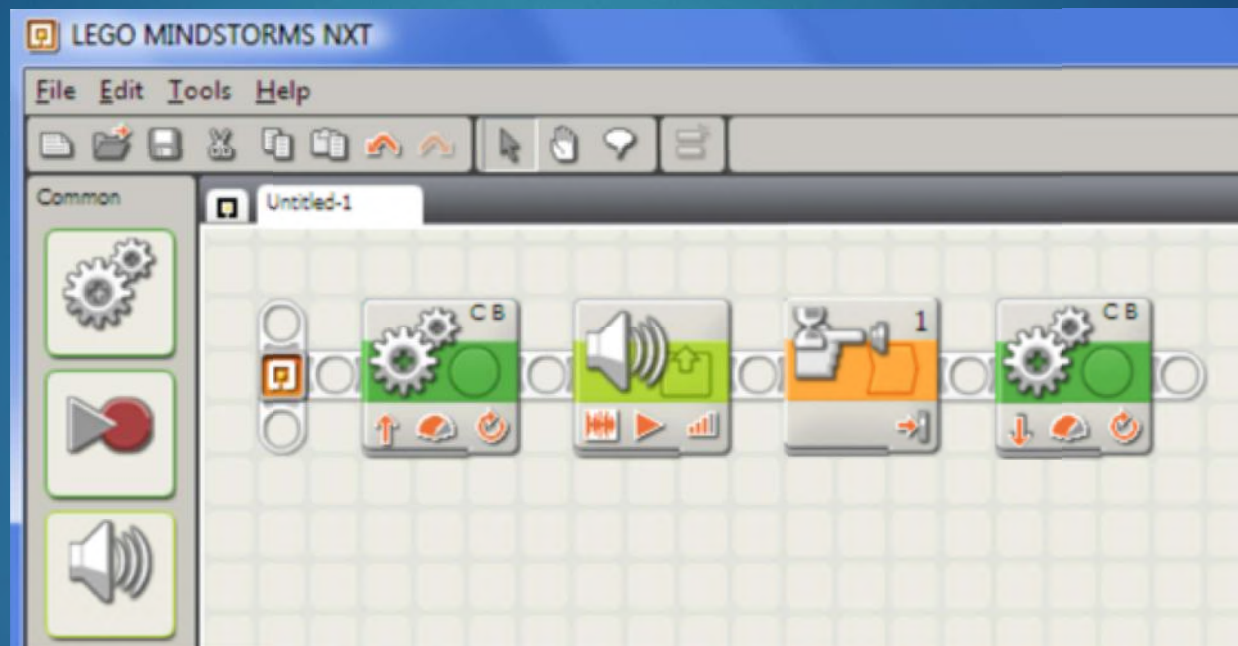 LEGO MINDSTORMS NXT
File Edit Tools Help
Common
Untitled-1
C B
1
C B